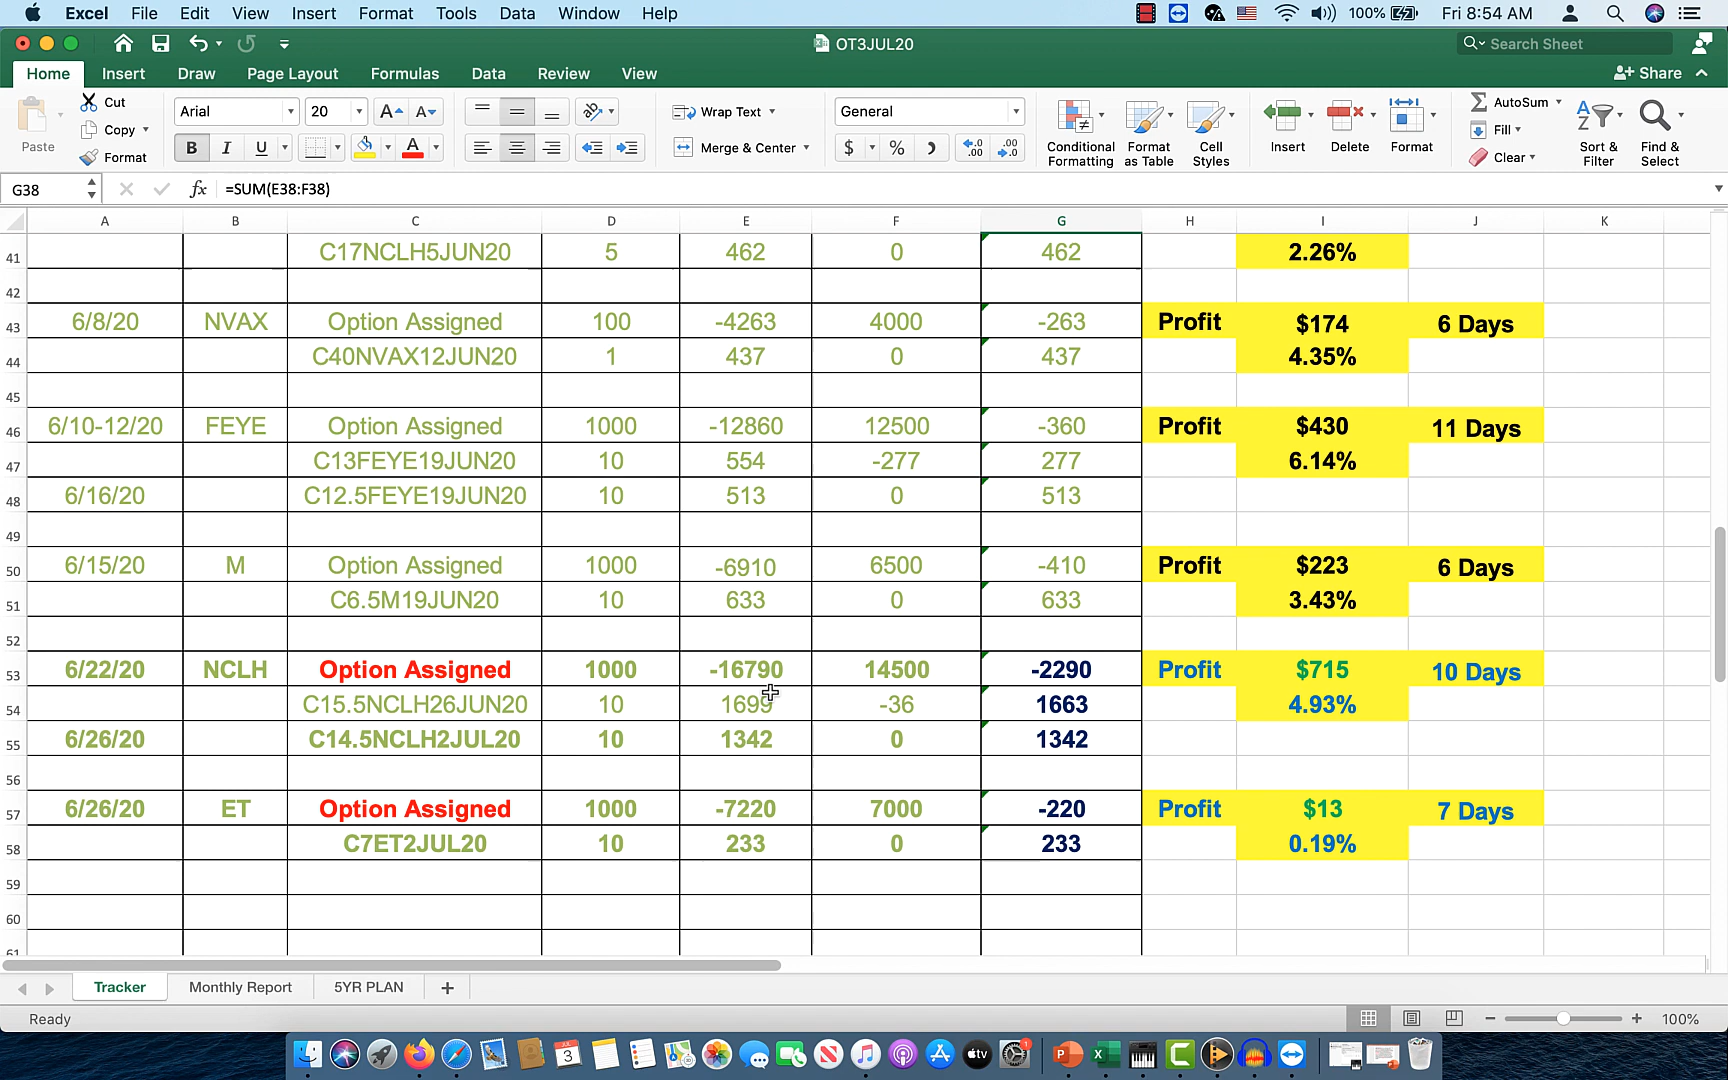 Excel File Edit View Insert Format Tools Data Window Help 100% Fri 8:54 AM
OT3JUL20
Search Sheet
Home Insert Draw Page Layout Formulas Data Review View Share
Paste Cut Copy Format
Arial 20 A A
B I U A
Wrap Text
Merge & Center
General
$ % .0 .00 .00 .0
Conditional Formatting
Format as Table
Cell Styles
Insert Delete Format
AutoSum
Fill
Clear
Sort & Filter
Find & Select
G38 fx =SUM(E38:F38)
A B C D E F G H I J K
41 C17NCLH5JUN20 5 462 0 462 2.26%
42
43 6/8/20 NVAX Option Assigned 100 -4263 4000 -263 Profit $174 6 Days
44 C40NVAX12JUN20 1 437 0 437 4.35%
45
46 6/10-12/20 FEYE Option Assigned 1000 -12860 12500 -360 Profit $430 11 Days
47 C13FEYE19JUN20 10 554 -277 277 6.14%
48 6/16/20 C12.5FEYE19JUN20 10 513 0 513
49
50 6/15/20 M Option Assigned 1000 -6910 6500 -410 Profit $223 6 Days
51 C6.5M19JUN20 10 633 0 633 3.43%
52
53 6/22/20 NCLH Option Assigned 1000 -16790 14500 -2290 Profit $715 10 Days
54 C15.5NCLH26JUN20 10 1699 -36 1663 4.93%
55 6/26/20 C14.5NCLH2JUL20 10 1342 0 1342
56
57 6/26/20 ET Option Assigned 1000 -7220 7000 -220 Profit $13 7 Days
58 C7ET2JUL20 10 233 0 233 0.19%
59
60
61
Tracker Monthly Report 5YR PLAN +
Ready 100%
JUL 3 tv 1 P X C